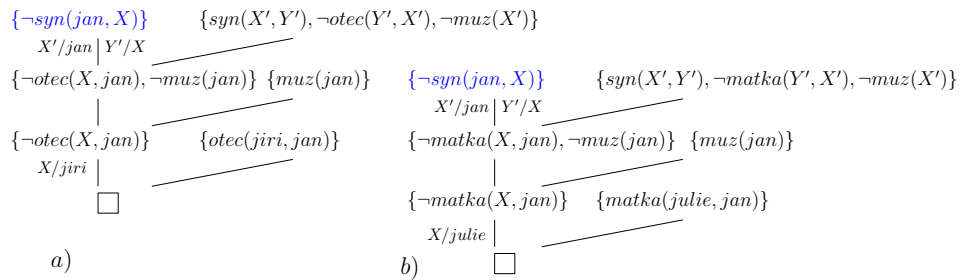 {¬syn(jan, X)} {syn(X′, Y′), ¬otec(Y′, X′), ¬muz(X′)}
X′/jan Y′/X
{¬otec(X, jan), ¬muz(jan)} {muz(jan)}
{¬otec(X, jan)} {otec(jiri, jan)}
X/jiri
a)
{¬syn(jan, X)} {syn(X′, Y′), ¬matka(Y′, X′), ¬muz(X′)}
X′/jan Y′/X
{¬matka(X, jan), ¬muz(jan)} {muz(jan)}
{¬matka(X, jan)} {matka(julie, jan)}
X/julie
b)